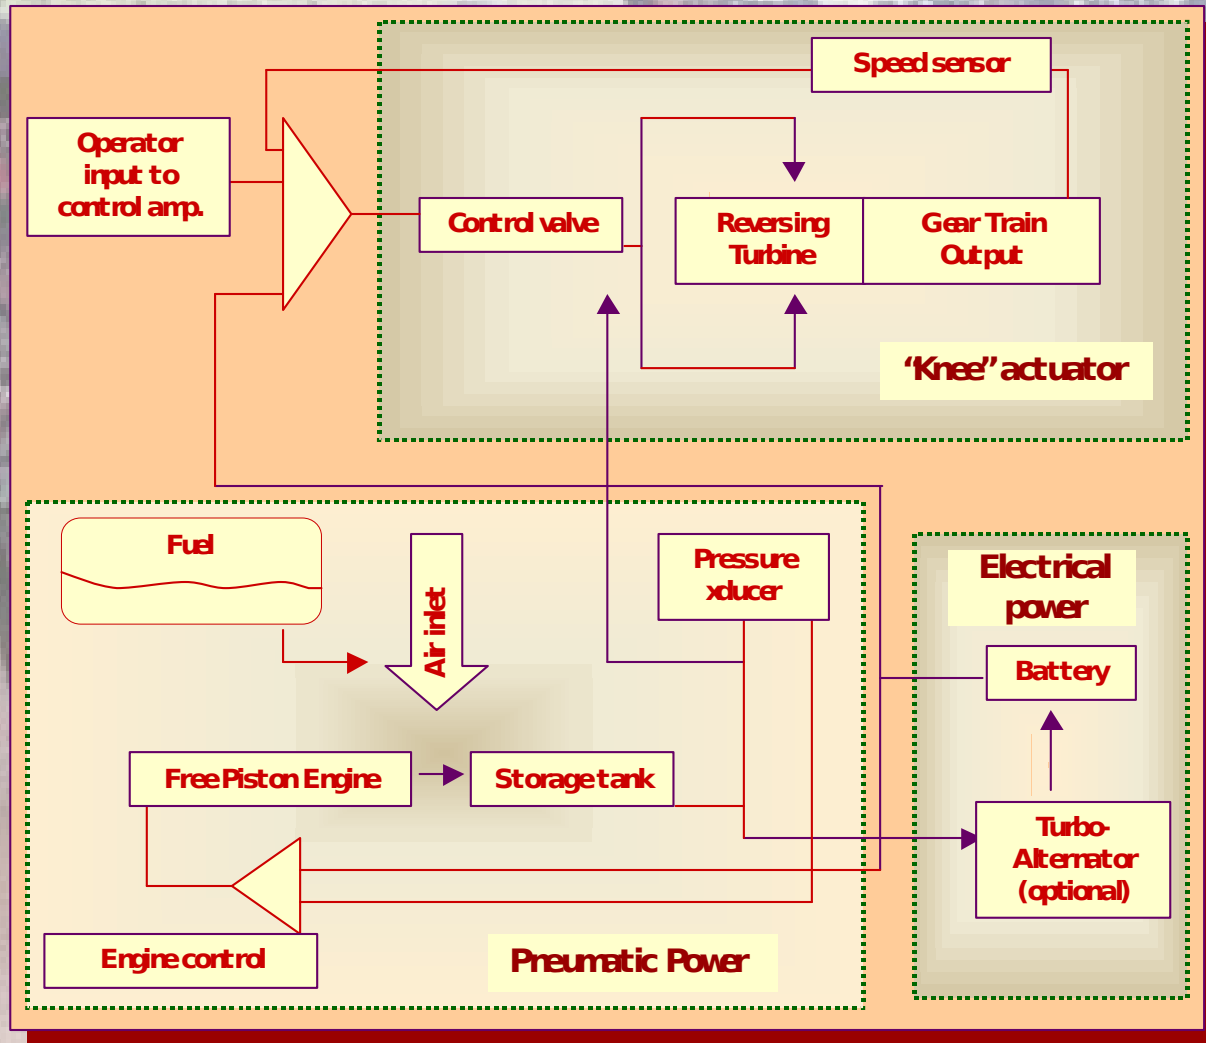 Speed sensor
Operator
input to
control amp.
Control valve
Reversing
Turbine
Gear Train
Output
“Knee” actuator
Fuel
Air inlet
Pressure
xducer
Electrical
power
Battery
Free Piston Engine
Storage tank
Turbo-
Alternator
(optional)
Engine control
Pneumatic Power